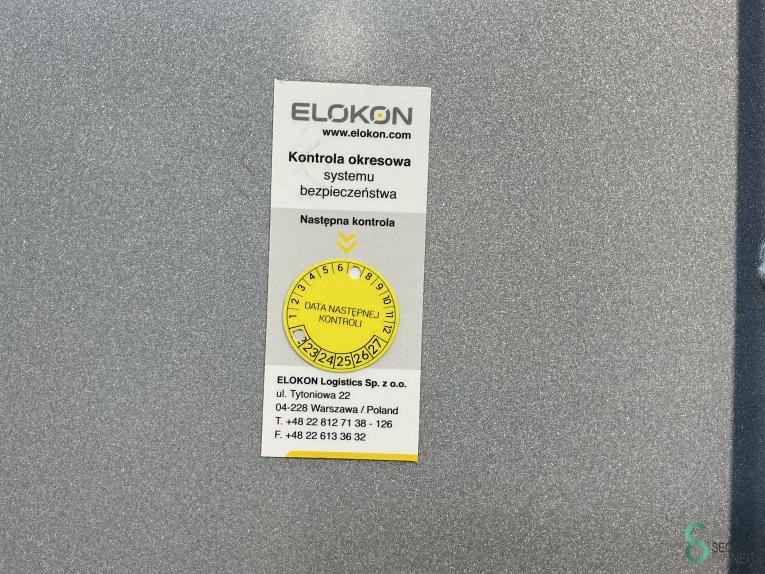 ELOKON
www.elokon.com
Kontrola okresowa
systemu
bezpieczeństwa
Następna kontrola
1 2 3 4 5 6 8 9 10 11 12
DATA NASTĘPNEJ
KONTROLI
23 24 25 26 27
ELOKON Logistics Sp. z o.o.
ul. Tytoniowa 22
04-228 Warszawa / Poland
T. +48 22 812 71 38 - 126
F. +48 22 613 36 32